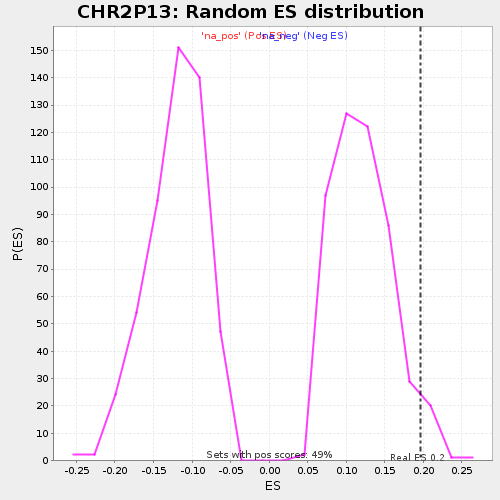 CHR2P13: Random ES distribution
'na_pos' (Pos ES)
'na_neg' (Neg ES)
150
140
130
120
110
100
90
80
70
60
50
40
30
20
10
0
P(ES)
Sets with pos scores: 49%
Real ES 0.2
-0.25 -0.20 -0.15 -0.10 -0.05 0.00 0.05 0.10 0.15 0.20 0.25
ES